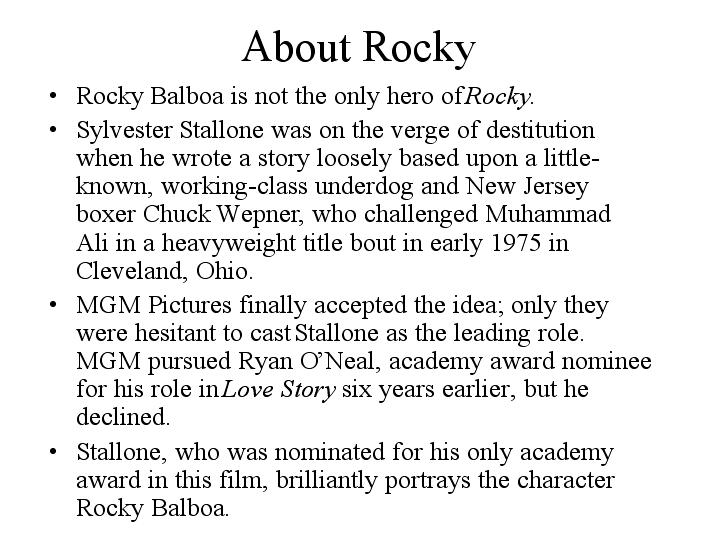 About Rocky
• Rocky Balboa is not the only hero of Rocky.
• Sylvester Stallone was on the verge of destitution
when he wrote a story loosely based upon a little-
known, working-class underdog and New Jersey
boxer Chuck Wepner, who challenged Muhammad
Ali in a heavyweight title bout in early 1975 in
Cleveland, Ohio.
• MGM Pictures finally accepted the idea; only they
were hesitant to cast Stallone as the leading role.
MGM pursued Ryan O’Neal, academy award nominee
for his role in Love Story six years earlier, but he
declined.
• Stallone, who was nominated for his only academy
award in this film, brilliantly portrays the character
Rocky Balboa.